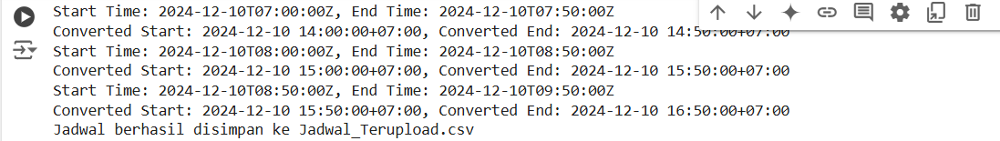 Start Time: 2024-12-10T07:00:00Z, End Time: 2024-12-10T07:50:00Z
Converted Start: 2024-12-10 14:00:00+07:00, Converted End: 2024-12-10 14:50:00+07:00
Start Time: 2024-12-10T08:00:00Z, End Time: 2024-12-10T08:50:00Z
Converted Start: 2024-12-10 15:00:00+07:00, Converted End: 2024-12-10 15:50:00+07:00
Start Time: 2024-12-10T08:50:00Z, End Time: 2024-12-10T09:50:00Z
Converted Start: 2024-12-10 15:50:00+07:00, Converted End: 2024-12-10 16:50:00+07:00
Jadwal berhasil disimpan ke Jadwal_Terupload.csv